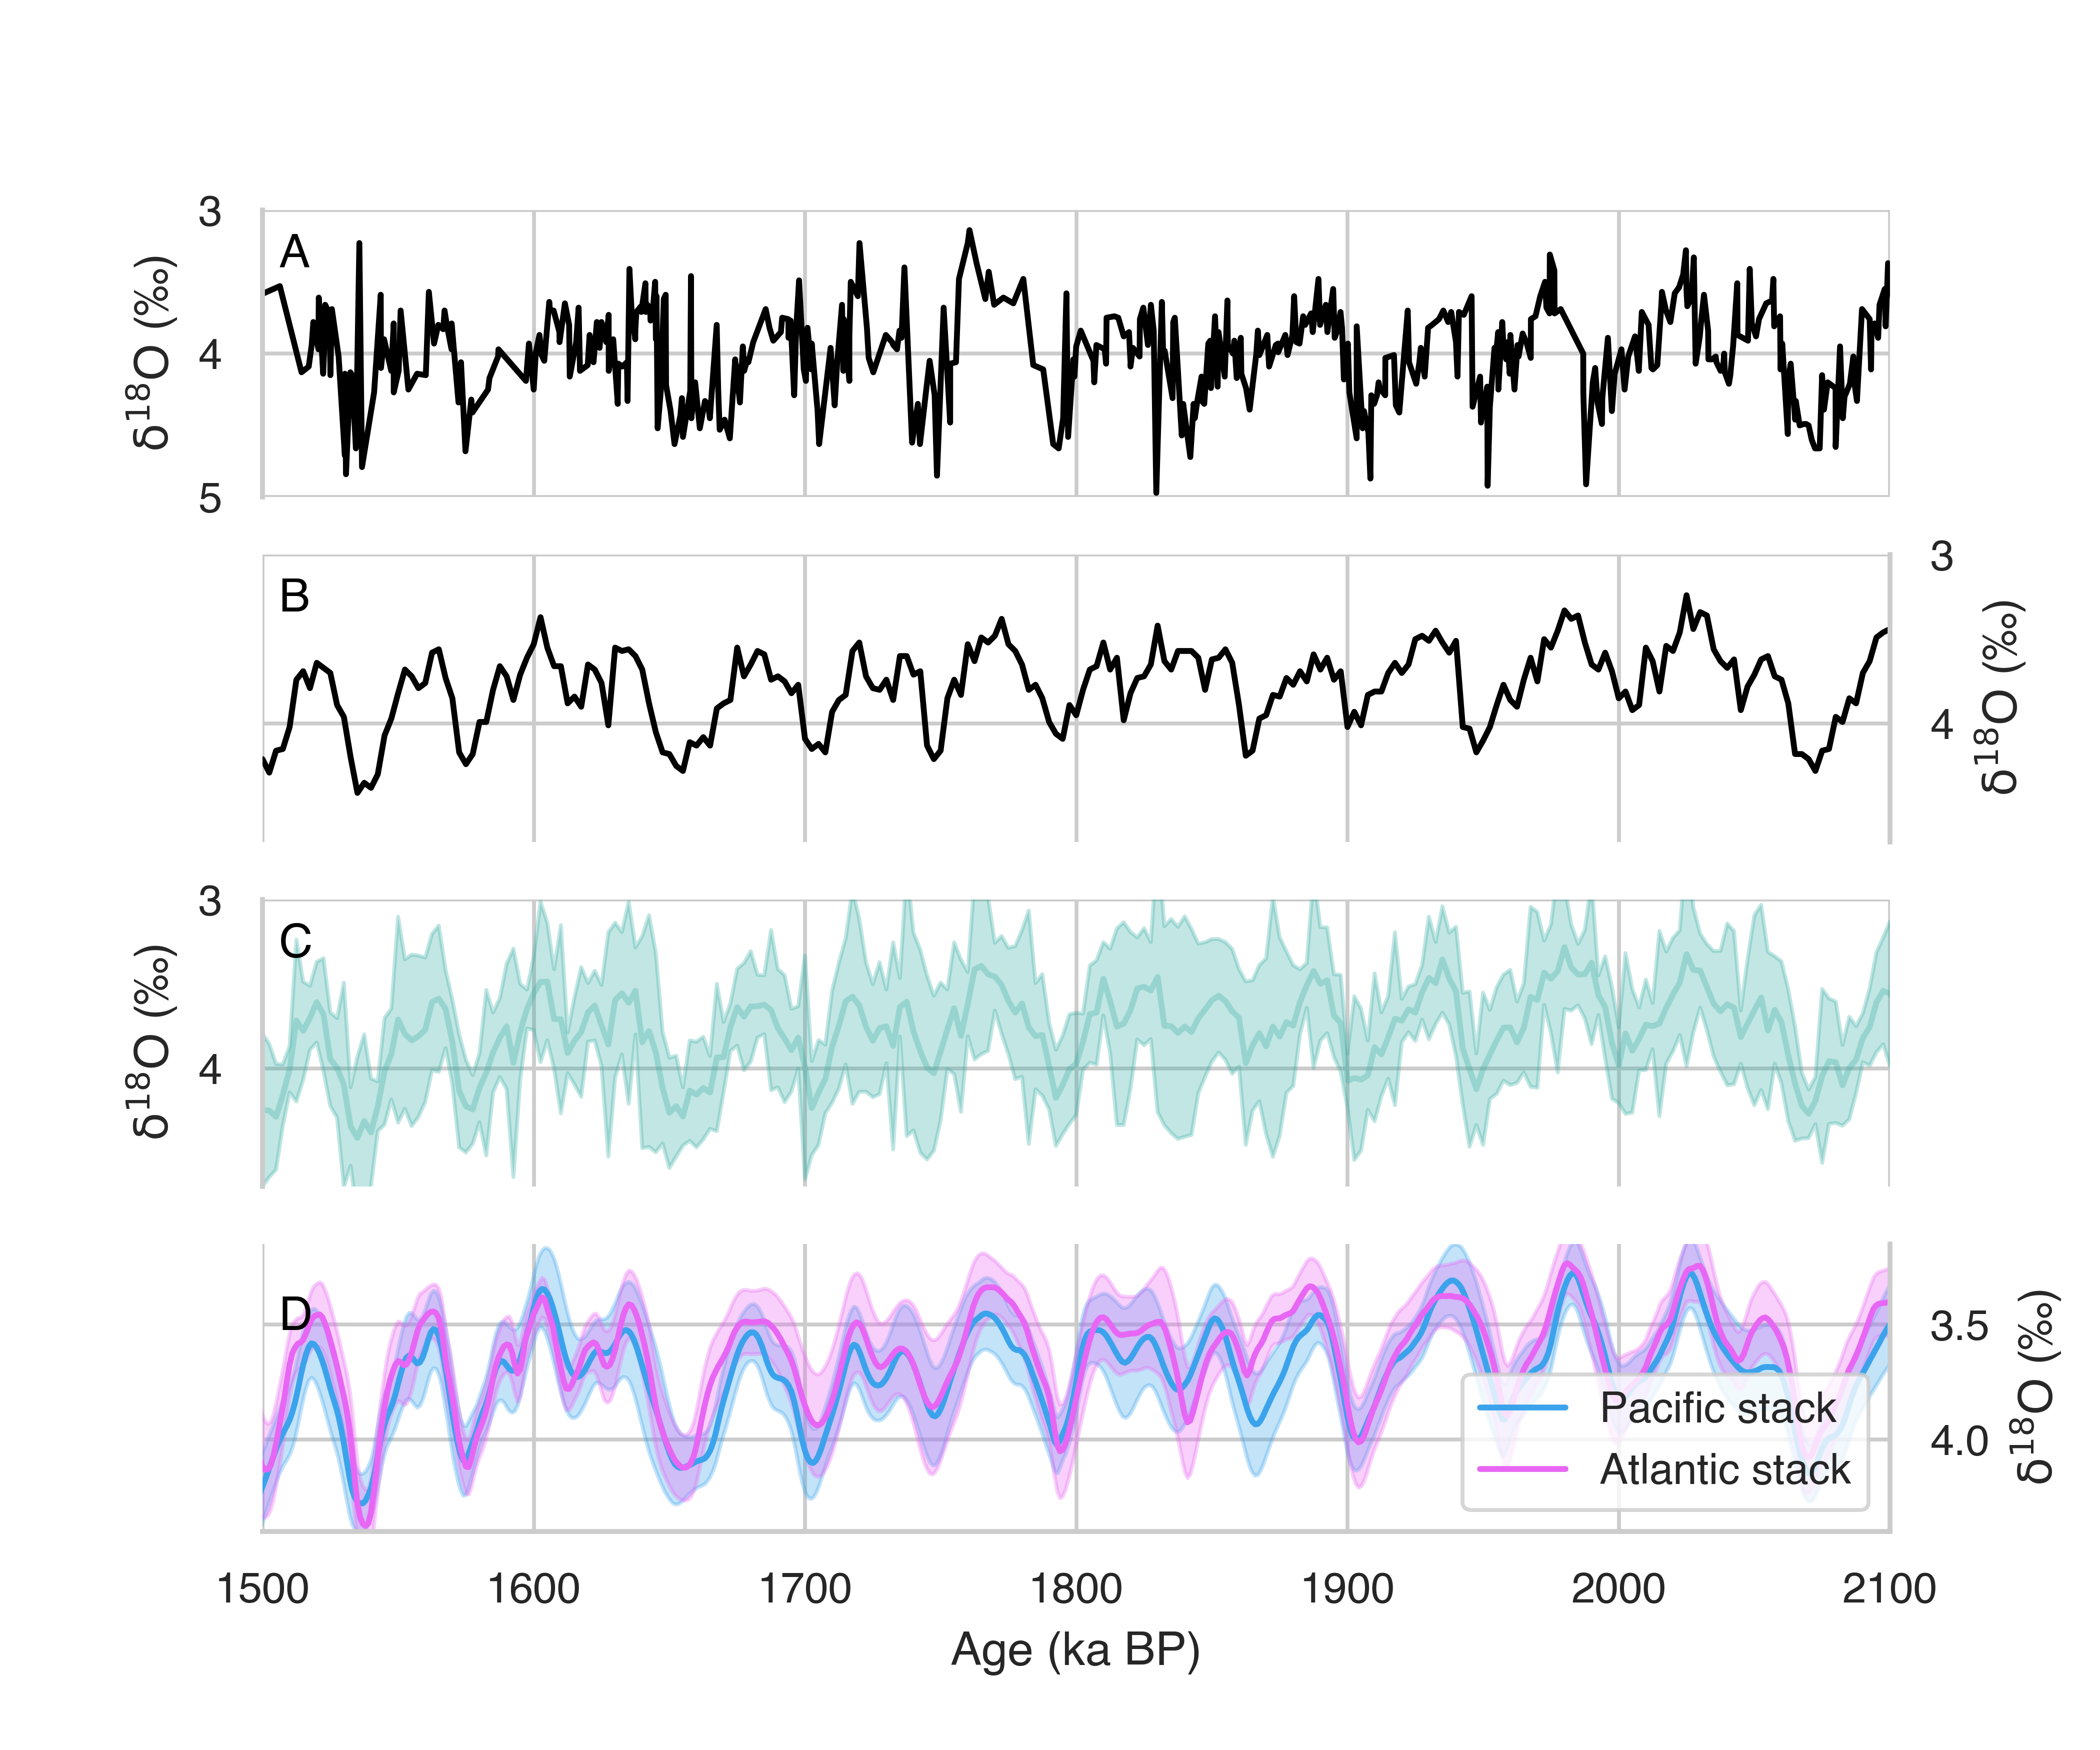 3
A
4
5
δ18O (‰)
B
3
4
δ18O (‰)
3
C
4
δ18O (‰)
D
3.5
4.0
δ18O (‰)
Pacific stack
Atlantic stack
1500 1600 1700 1800 1900 2000 2100
Age (ka BP)